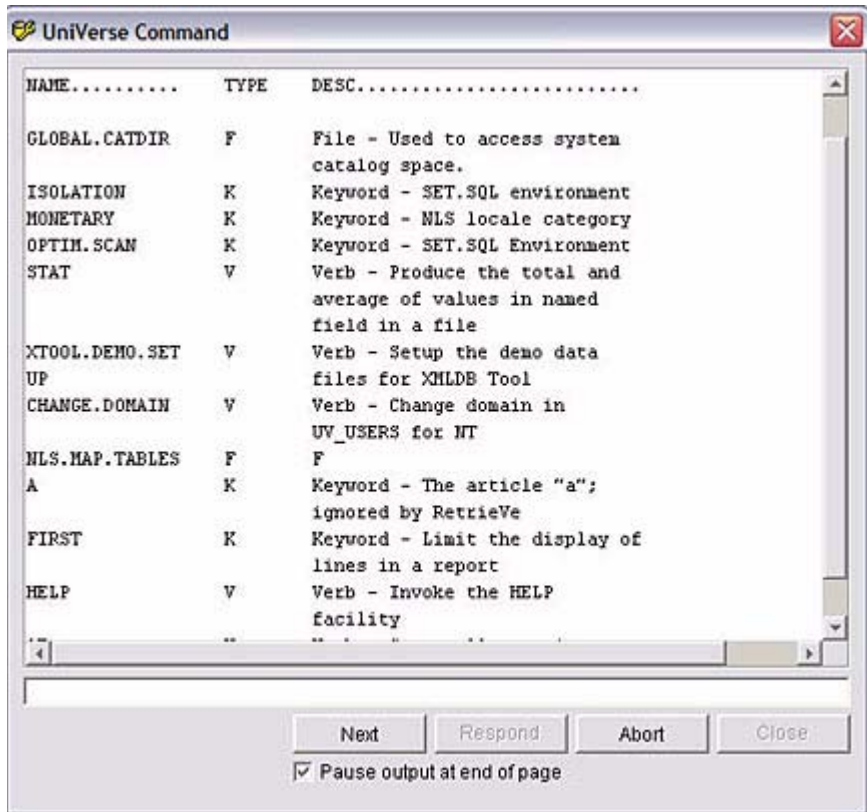 UniVerse Command
NAME.......... TYPE DESC..........................
GLOBAL.CATDIR F File - Used to access system
catalog space.
ISOLATION K Keyword - SET.SQL environment
MONETARY K Keyword - NLS locale category
OPTIM.SCAN K Keyword - SET.SQL Environment
STAT V Verb - Produce the total and
average of values in named
field in a file
XTOOL.DEMO.SET V Verb - Setup the demo data
UP files for XMLDB Tool
CHANGE.DOMAIN V Verb - Change domain in
UV_USERS for NT
NLS.MAP.TABLES F F
A K Keyword - The article "a";
ignored by RetrieVe
FIRST K Keyword - Limit the display of
lines in a report
HELP V Verb - Invoke the HELP
facility
Next Respond Abort Close
Pause output at end of page